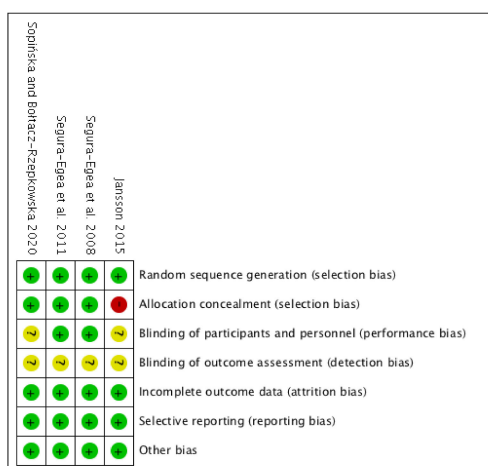 Sopińska and Bołtacz-Rzepkowska 2020
Segura-Egea et al. 2011
Segura-Egea et al. 2008
Jansson 2015
+ + + + Random sequence generation (selection bias)
+ + + - Allocation concealment (selection bias)
? + + ? Blinding of participants and personnel (performance bias)
? ? ? ? Blinding of outcome assessment (detection bias)
+ + + + Incomplete outcome data (attrition bias)
+ + + + Selective reporting (reporting bias)
+ + + + Other bias